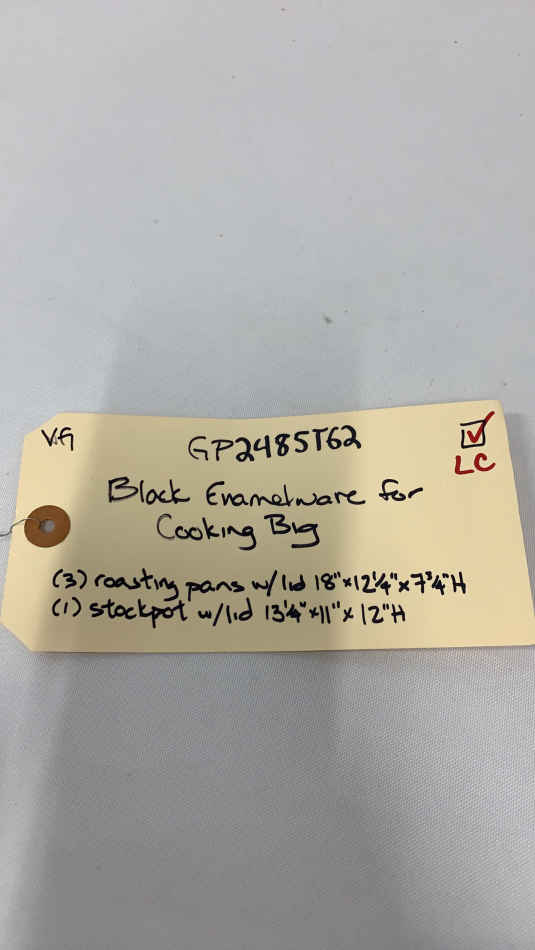 V.G
GP2485T62
LC
Black Enamelware for
Cooking Big
(3) roasting pans w/lid 18"x12¼"x7¾"H
(1) stockpot w/lid 13¼"x11"x12"H